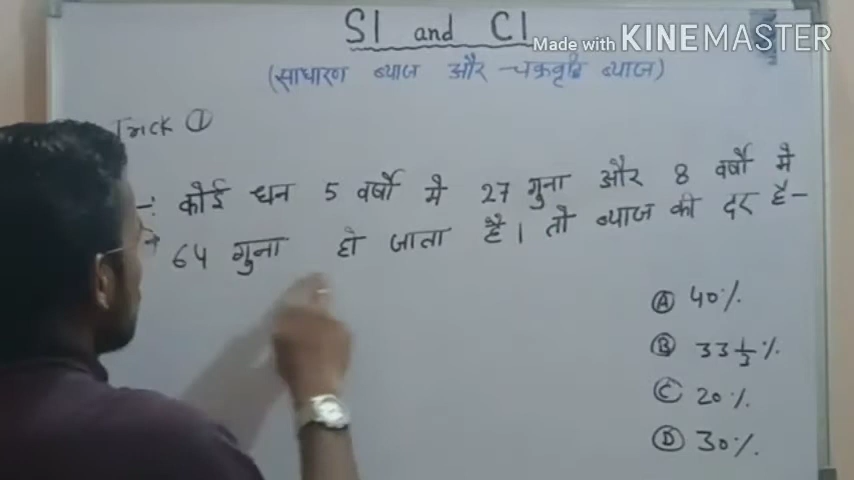 SI and CI
Made with KINEMASTER
(साधारण ब्याज और चक्रवृद्धि ब्याज)
Trick ①
-: कोई धन 5 वर्षो मे 27 गुना और 8 वर्षो मे
64 गुना हो जाता है। तो ब्याज की दर है-
Ⓐ 40%
Ⓑ 33 1/3 %
Ⓒ 20%
Ⓓ 30%